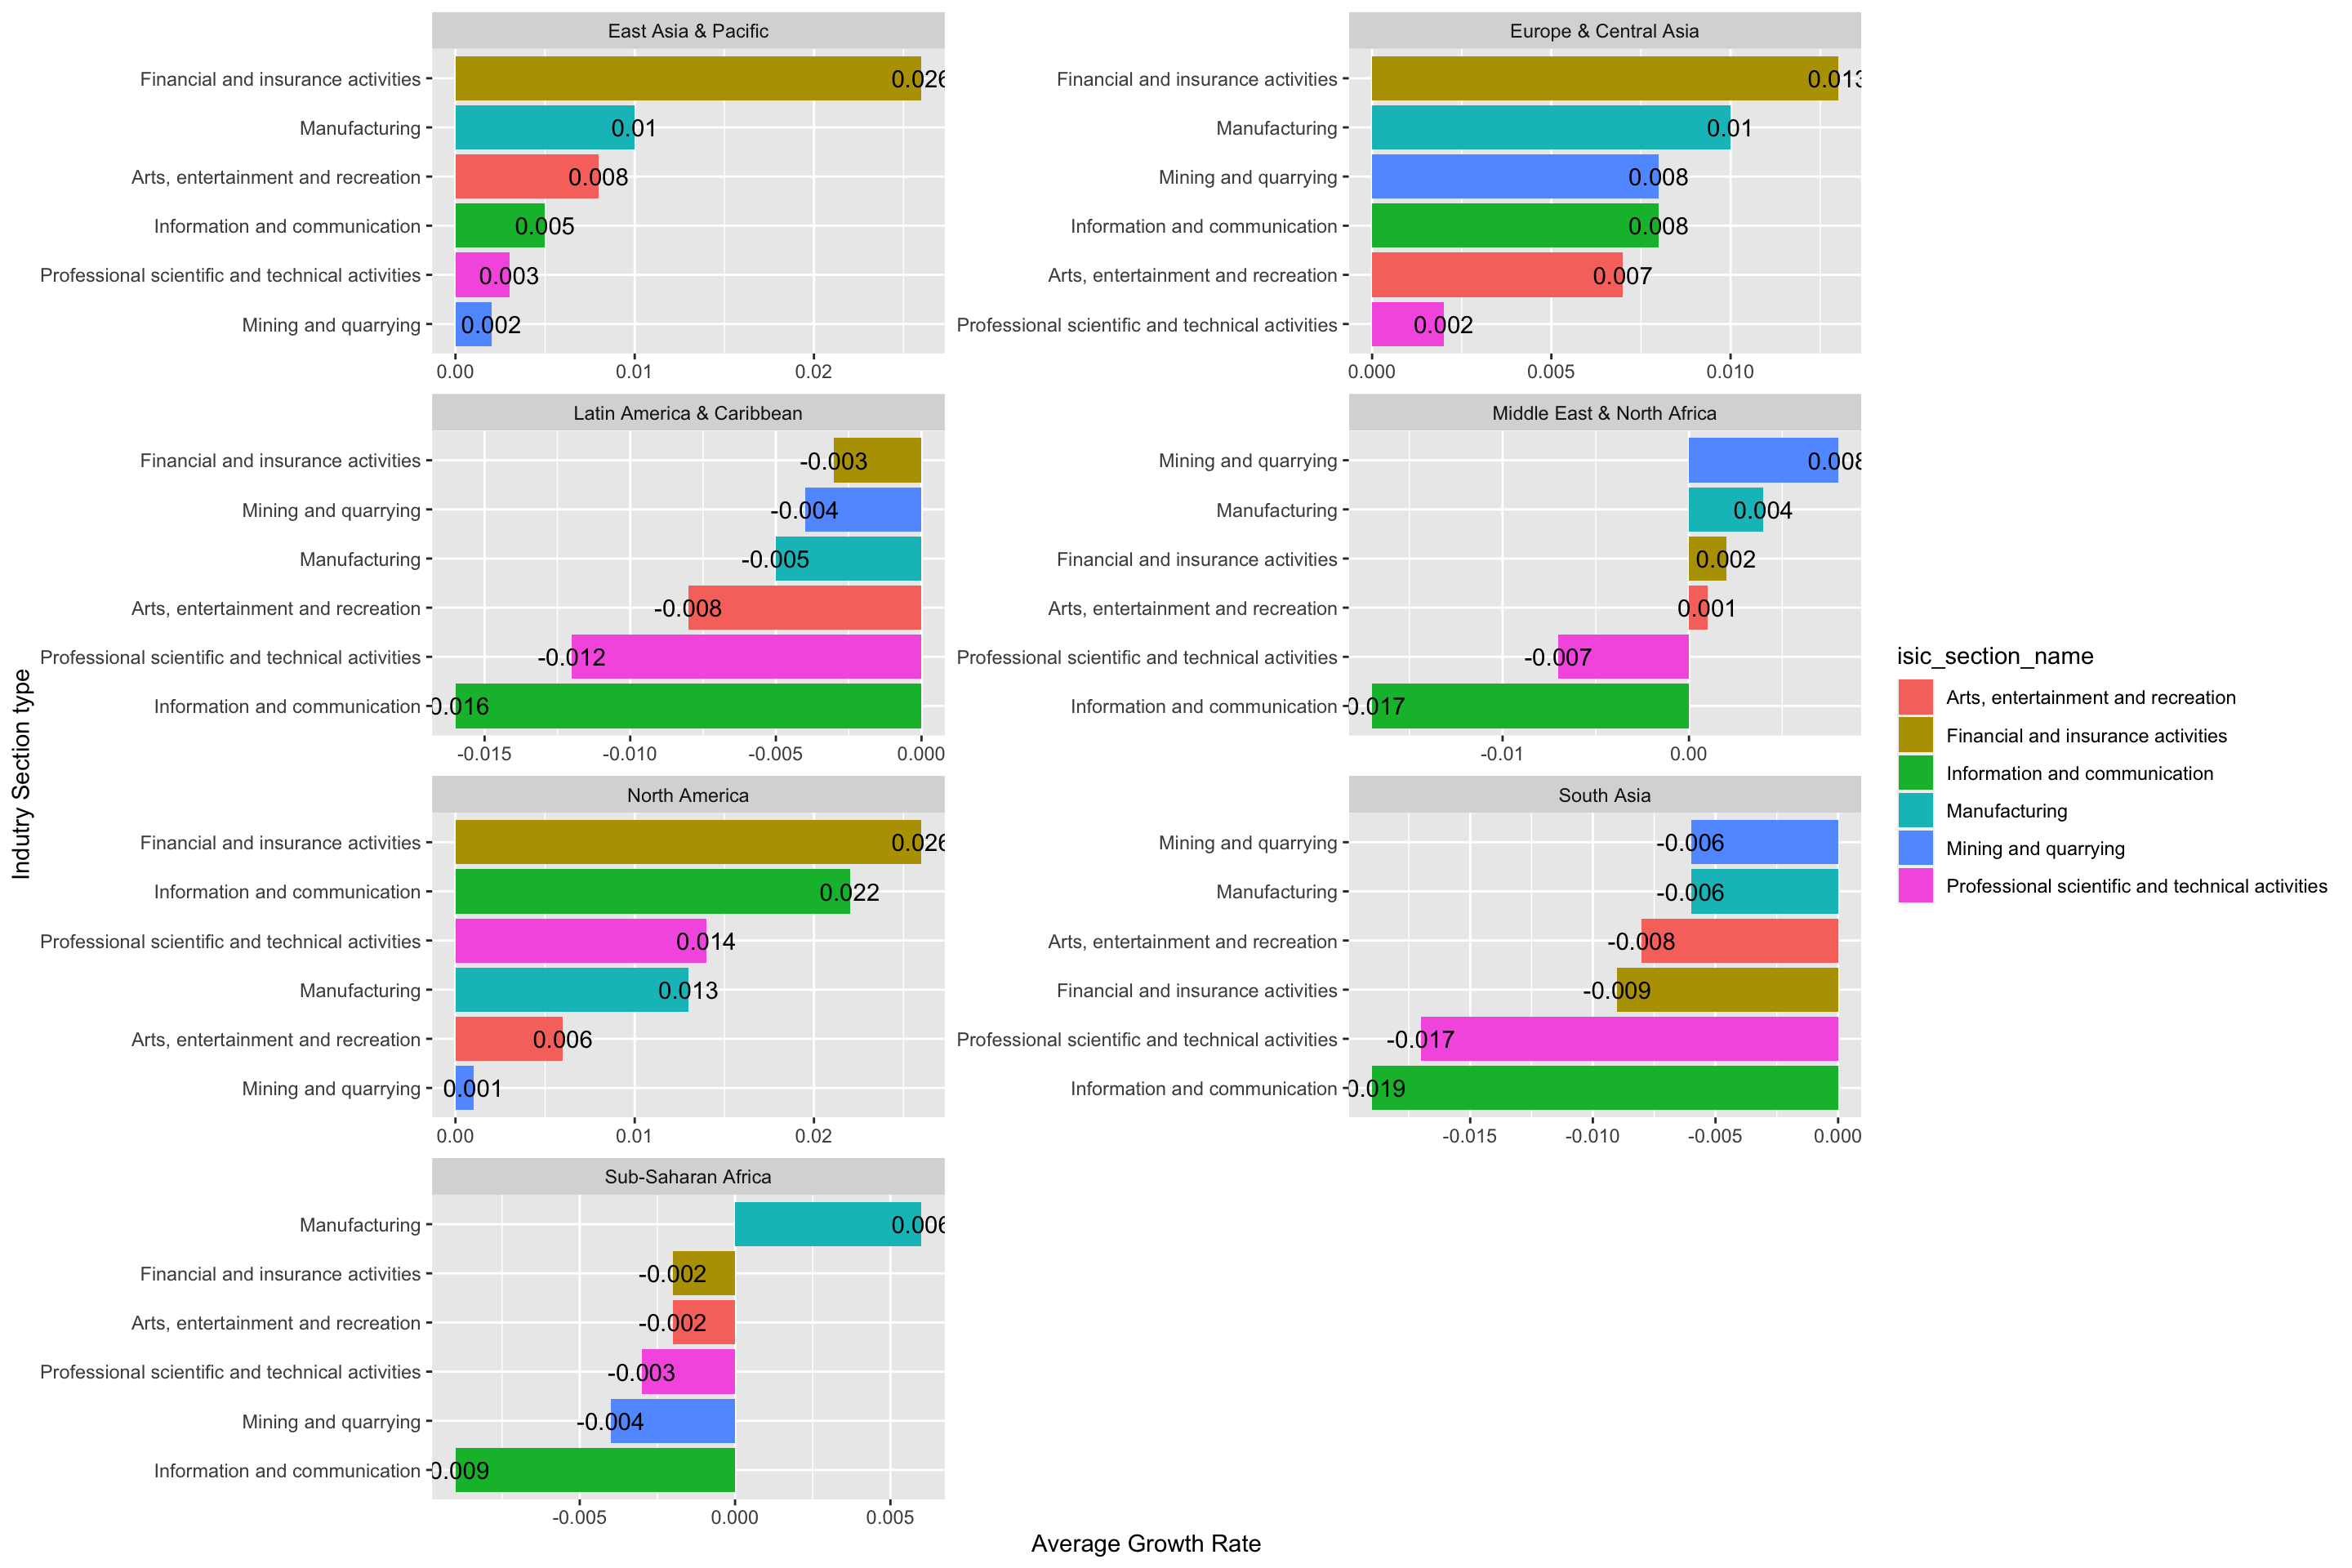 East Asia & Pacific
Financial and insurance activities
0.026
Manufacturing
0.01
Arts, entertainment and recreation
0.008
Information and communication
0.005
Professional scientific and technical activities
0.003
Mining and quarrying
0.002
0.00 0.01 0.02
Europe & Central Asia
Financial and insurance activities
0.013
Manufacturing
0.01
Mining and quarrying
0.008
Information and communication
0.008
Arts, entertainment and recreation
0.007
Professional scientific and technical activities
0.002
0.000 0.005 0.010
Latin America & Caribbean
Financial and insurance activities
-0.003
Mining and quarrying
-0.004
Manufacturing
-0.005
Arts, entertainment and recreation
-0.008
Professional scientific and technical activities
-0.012
Information and communication
0.016
-0.015 -0.010 -0.005 0.000
Middle East & North Africa
Mining and quarrying
0.008
Manufacturing
0.004
Financial and insurance activities
0.002
Arts, entertainment and recreation
0.001
Professional scientific and technical activities
-0.007
Information and communication
0.017
-0.01 0.00
North America
Financial and insurance activities
0.026
Information and communication
0.022
Professional scientific and technical activities
0.014
Manufacturing
0.013
Arts, entertainment and recreation
0.006
Mining and quarrying
0.001
0.00 0.01 0.02
South Asia
Mining and quarrying
-0.006
Manufacturing
-0.006
Arts, entertainment and recreation
-0.008
Financial and insurance activities
-0.009
Professional scientific and technical activities
-0.017
Information and communication
0.019
-0.015 -0.010 -0.005 0.000
Sub-Saharan Africa
Manufacturing
0.006
Financial and insurance activities
-0.002
Arts, entertainment and recreation
-0.002
Professional scientific and technical activities
-0.003
Mining and quarrying
-0.004
Information and communication
0.009
-0.005 0.000 0.005
Average Growth Rate
Indutry Section type
isic_section_name
Arts, entertainment and recreation
Financial and insurance activities
Information and communication
Manufacturing
Mining and quarrying
Professional scientific and technical activities